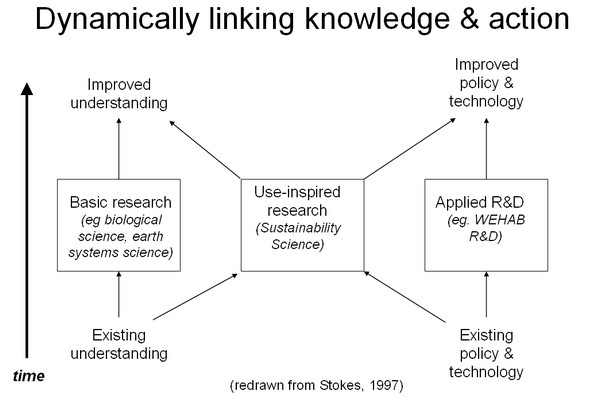 Dynamically linking knowledge & action
Improved
understanding
Improved
policy &
technology
Basic research
(eg biological
science, earth
systems science)
Use-inspired
research
(Sustainability
Science)
Applied R&D
(eg. WEHAB
R&D)
Existing
understanding
Existing
policy &
technology
time
(redrawn from Stokes, 1997)